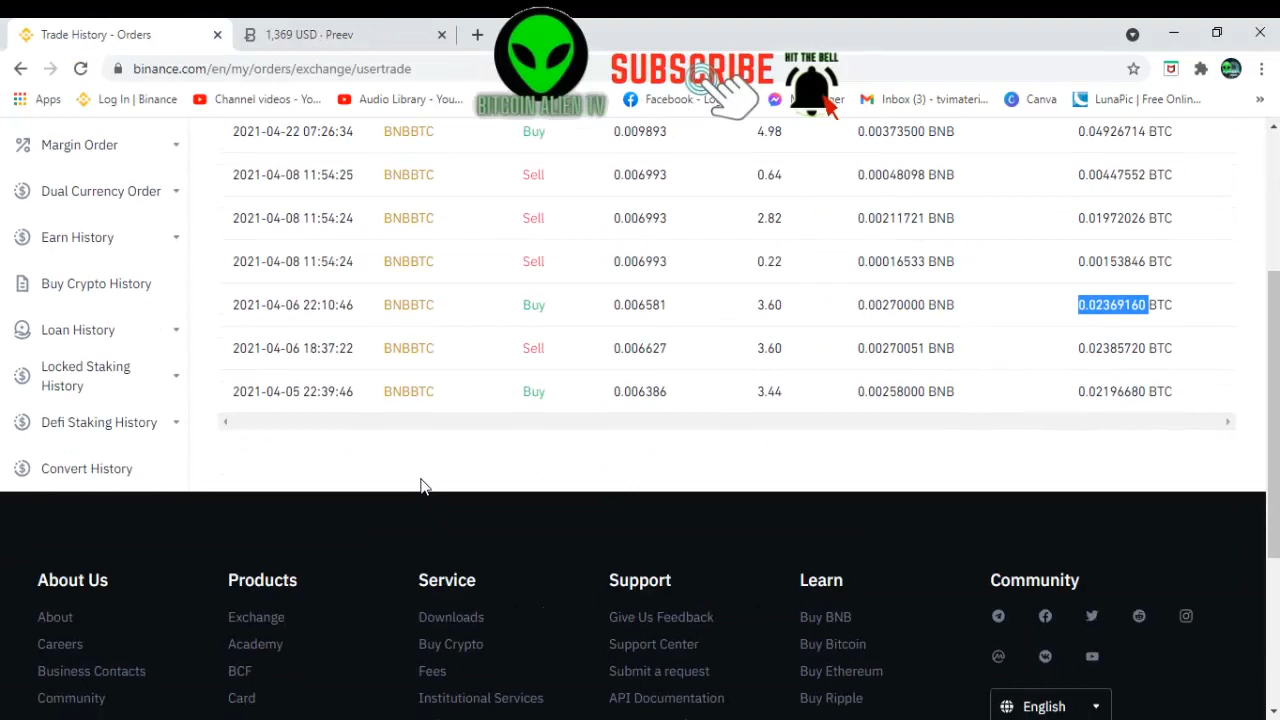 Trade History - Orders
1,369 USD · Preev
binance.com/en/my/orders/exchange/usertrade
SUBSCRIBE
HIT THE BELL
BITCOIN ALIEN TV
Apps
Log In | Binance
Channel videos - Yo...
Audio Library - You...
Facebook - Lo
Inbox (3) - tvimateri...
Canva
LunaPic | Free Onlin...
2021-04-22 07:26:34 BNBBTC Buy 0.009893 4.98 0.00373500 BNB 0.04926714 BTC
2021-04-08 11:54:25 BNBBTC Sell 0.006993 0.64 0.00048098 BNB 0.00447552 BTC
2021-04-08 11:54:24 BNBBTC Sell 0.006993 2.82 0.00211721 BNB 0.01972026 BTC
2021-04-08 11:54:24 BNBBTC Sell 0.006993 0.22 0.00016533 BNB 0.00153846 BTC
2021-04-06 22:10:46 BNBBTC Buy 0.006581 3.60 0.00270000 BNB 0.02369160 BTC
2021-04-06 18:37:22 BNBBTC Sell 0.006627 3.60 0.00270051 BNB 0.02385720 BTC
2021-04-05 22:39:46 BNBBTC Buy 0.006386 3.44 0.00258000 BNB 0.02196680 BTC
Margin Order
Dual Currency Order
Earn History
Buy Crypto History
Loan History
Locked Staking
History
Defi Staking History
Convert History
About Us
About
Careers
Business Contacts
Community
Products
Exchange
Academy
BCF
Card
Service
Downloads
Buy Crypto
Fees
Institutional Services
Support
Give Us Feedback
Support Center
Submit a request
API Documentation
Learn
Buy BNB
Buy Bitcoin
Buy Ethereum
Buy Ripple
Community
English